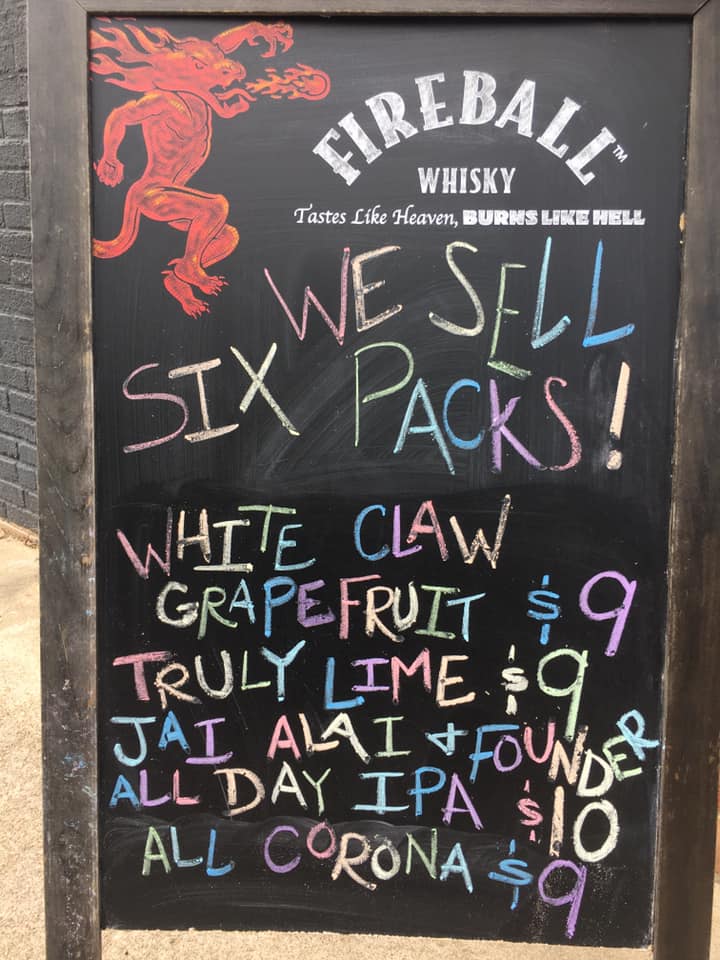 FIREBALL™
WHISKY
Tastes Like Heaven, BURNS LIKE HELL
WE SELL
SIX PACKS!
WHITE CLAW
GRAPEFRUIT $9
TRULY LIME $9
JAI ALAI + FOUNDER
ALL DAY IPA $10
ALL CORONA $9